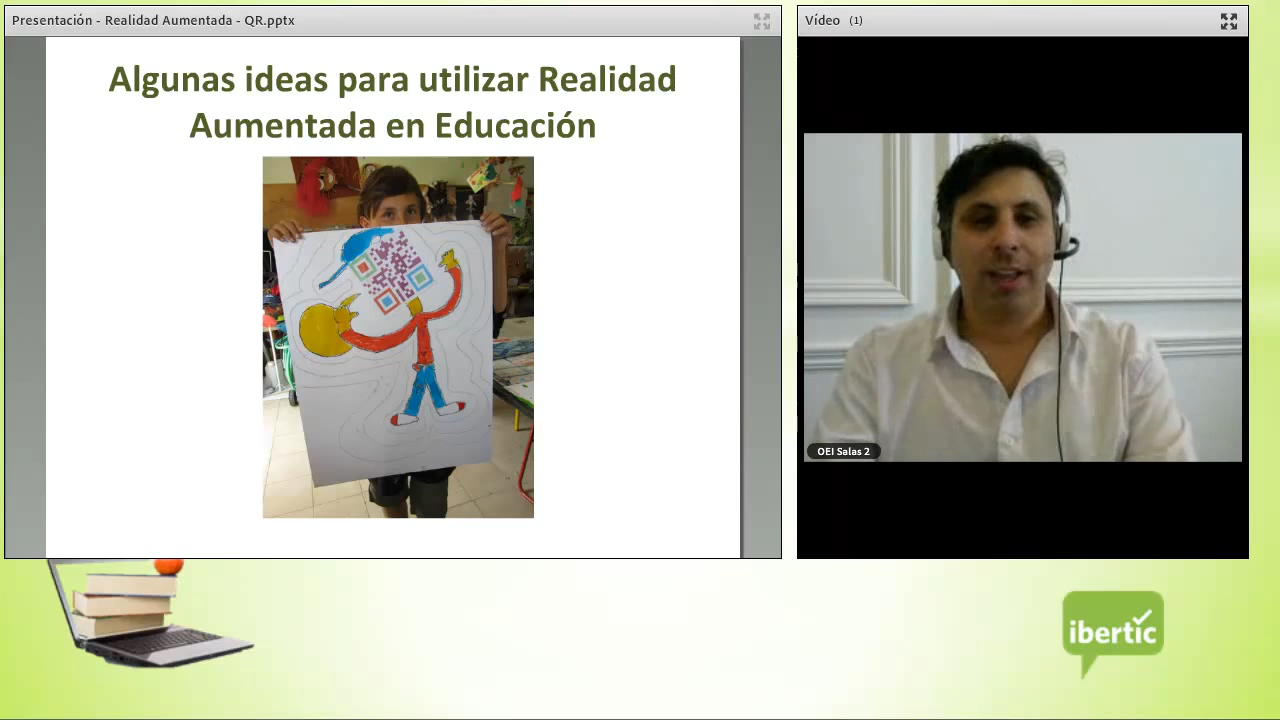 Presentación - Realidad Aumentada - QR.pptx
Algunas ideas para utilizar Realidad
Aumentada en Educación
Vídeo (1)
OEI Salas 2
ibertic